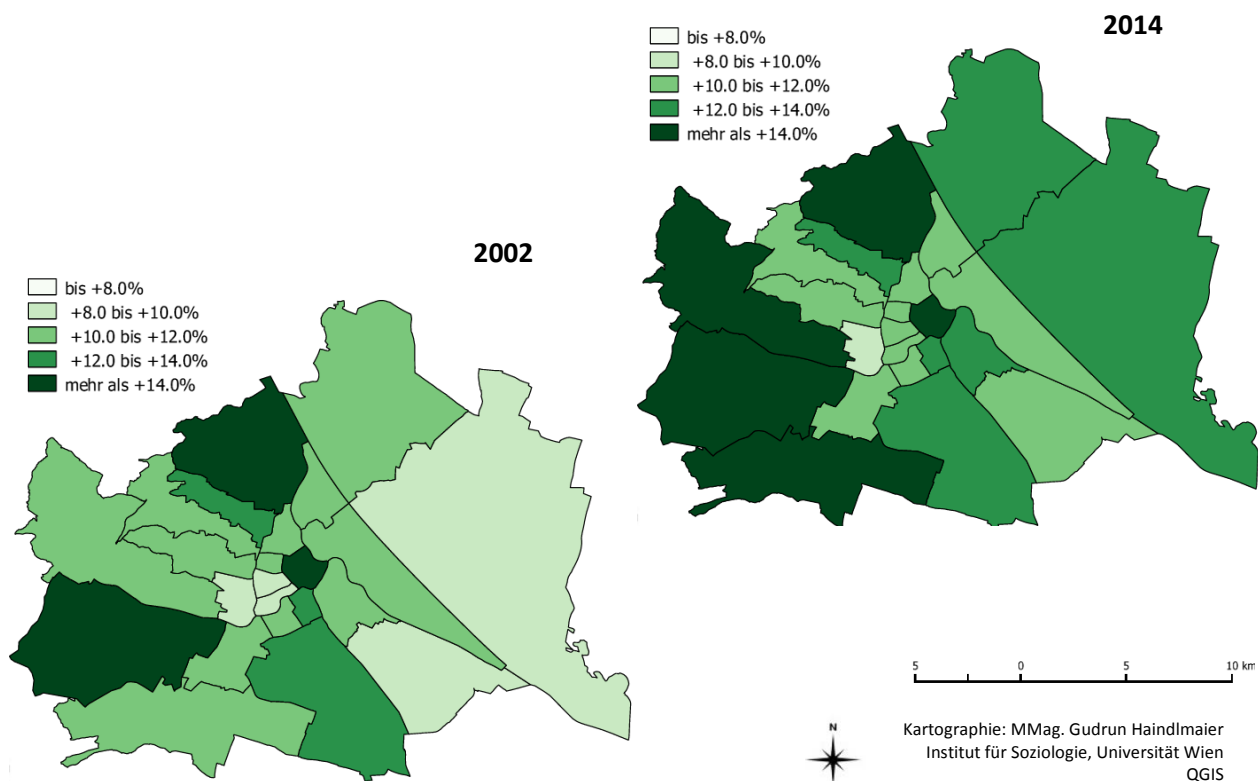 2014
bis +8.0%
+8.0 bis +10.0%
+10.0 bis +12.0%
+12.0 bis +14.0%
mehr als +14.0%
2002
bis +8.0%
+8.0 bis +10.0%
+10.0 bis +12.0%
+12.0 bis +14.0%
mehr als +14.0%
5 0 5 10 km
N
Kartographie: MMag. Gudrun Haindlmaier
Institut für Soziologie, Universität Wien
QGIS